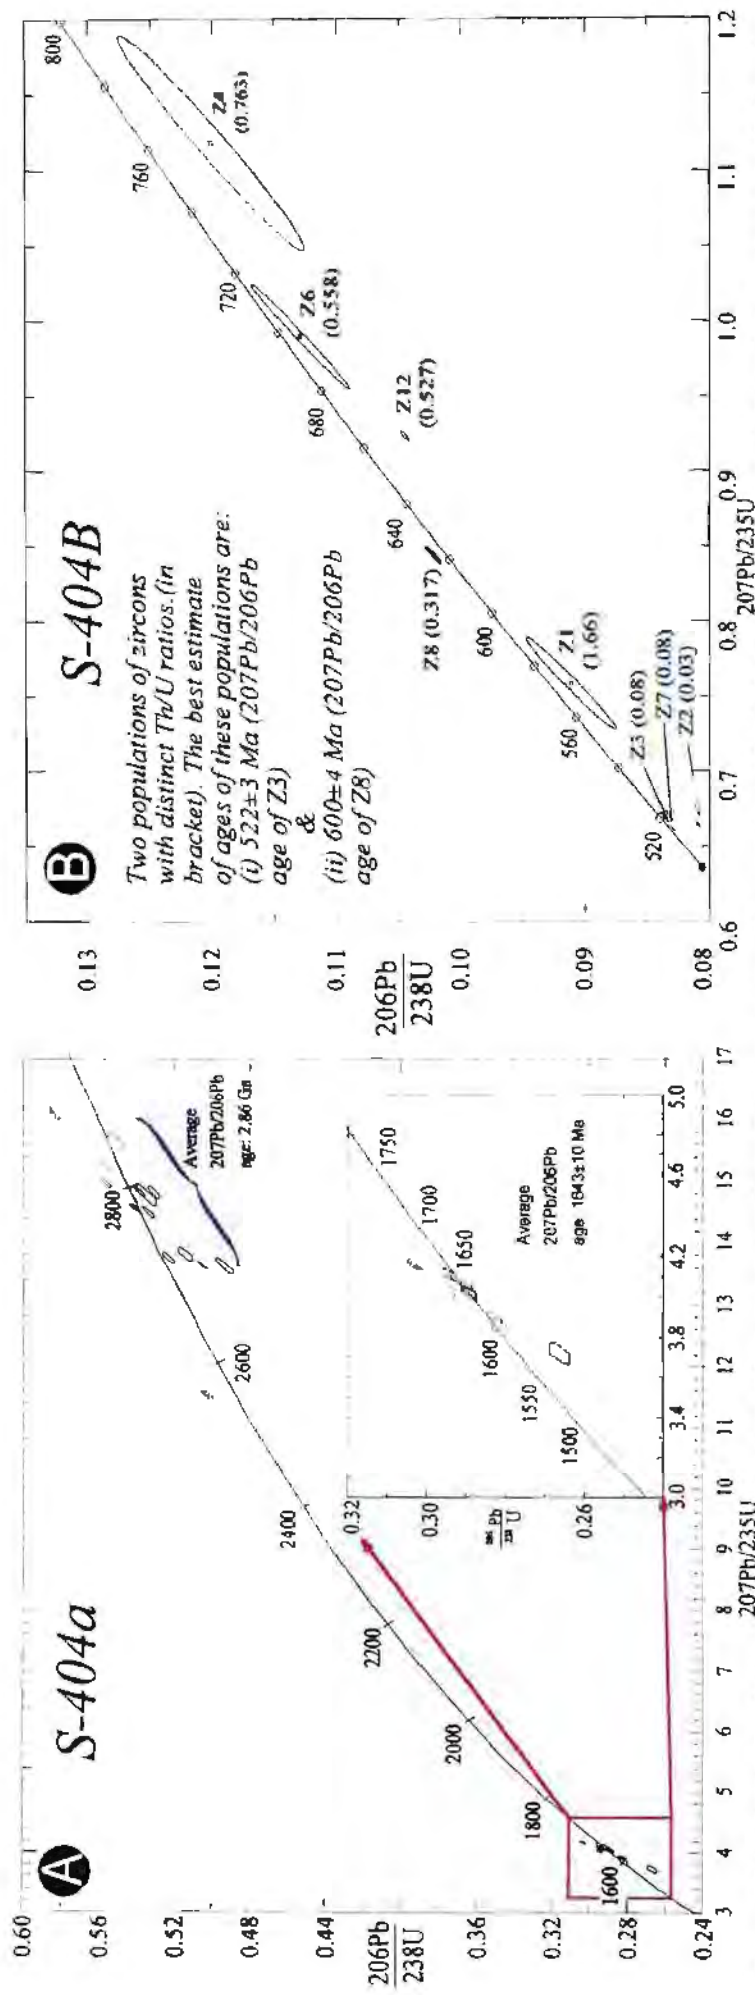 A
S-404a
0.60
0.56
0.52
0.48
0.44
206Pb
238U
0.36
0.32
0.28
0.24
3
4
5
6
7
8
9
10
11
12
13
14
15
16
17
207Pb/235U
1600
1800
2000
2200
2400
2600
2800
Average
207Pb/206Pb
age: 2.86 Ga
0.32
0.30
Pb
U
0.26
3.0
3.4
3.8
4.2
4.6
5.0
1500
1550
1600
1650
1700
1750
Average
207Pb/206Pb
age 1643±10 Ma
B
S-404B
Two populations of zircons
with distinct Th/U ratios.(in
bracket). The best estimate
of ages of these populations are:
(i) 522±3 Ma (207Pb/206Pb
age of Z3)
&
(ii) 600±4 Ma (207Pb/206Pb
age of Z8)
0.13
0.12
0.11
206Pb
238U
0.10
0.09
0.08
0.6
0.7
0.8
0.9
1.0
1.1
1.2
207Pb/235U
520
560
600
640
680
720
760
800
Z4
(0.763)
Z6
(0.558)
Z12
(0.527)
Z8 (0.317)
Z1
(1.66)
Z3 (0.08)
Z7 (0.08)
Z2 (0.03)